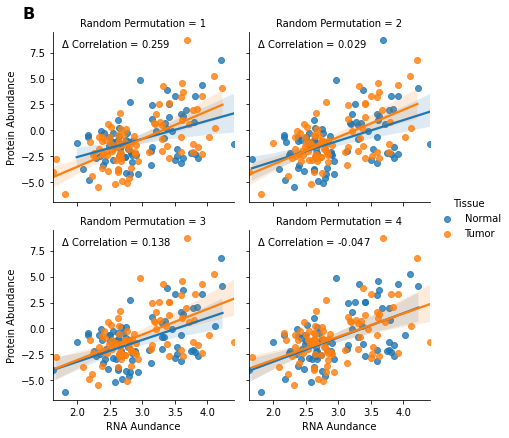 B
Random Permutation = 1
Random Permutation = 2
Δ Correlation = 0.259
Δ Correlation = 0.029
Protein Abundance
7.5
5.0
2.5
0.0
−2.5
−5.0
Random Permutation = 3
Random Permutation = 4
Δ Correlation = 0.138
Δ Correlation = -0.047
Protein Abundance
7.5
5.0
2.5
0.0
−2.5
−5.0
2.0 2.5 3.0 3.5 4.0
2.0 2.5 3.0 3.5 4.0
RNA Aundance
RNA Aundance
Tissue
Normal
Tumor